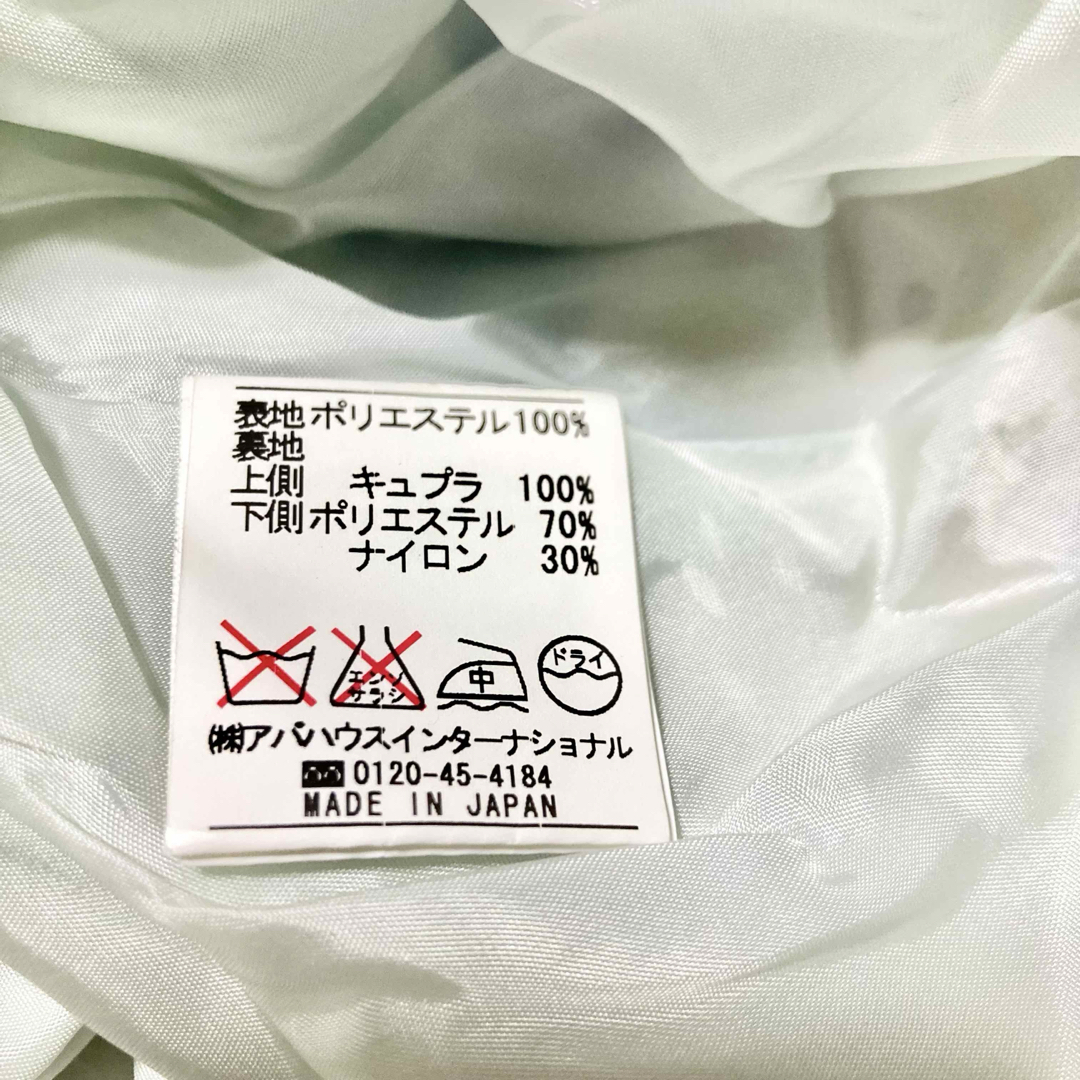 表地 ポリエステル 100%
裏地
上側 キュプラ 100%
下側 ポリエステル 70%
ナイロン 30%
エンソ
サラシ
中
ドライ
㈱アバハウスインターナショナル
0120-45-4184
MADE IN JAPAN